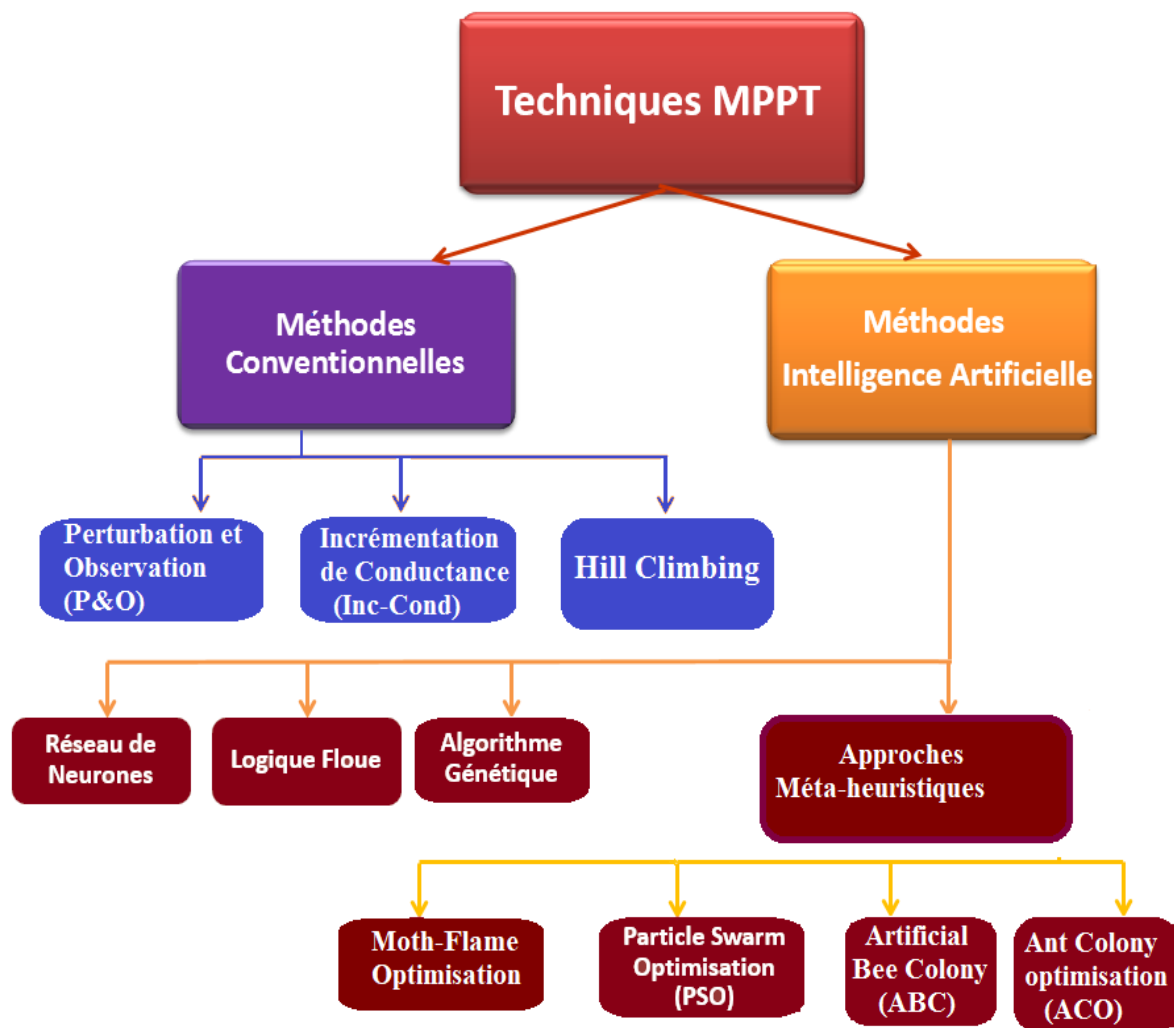 Techniques MPPT
Méthodes
Conventionnelles
Méthodes
Intelligence Artificielle
Perturbation et
Observation
(P&O)
Incrémentation
de Conductance
(Inc-Cond)
Hill Climbing
Réseau de
Neurones
Logique Floue
Algorithme
Génétique
Approches
Méta-heuristiques
Moth-Flame
Optimisation
Particle Swarm
Optimisation
(PSO)
Artificial
Bee Colony
(ABC)
Ant Colony
optimisation
(ACO)